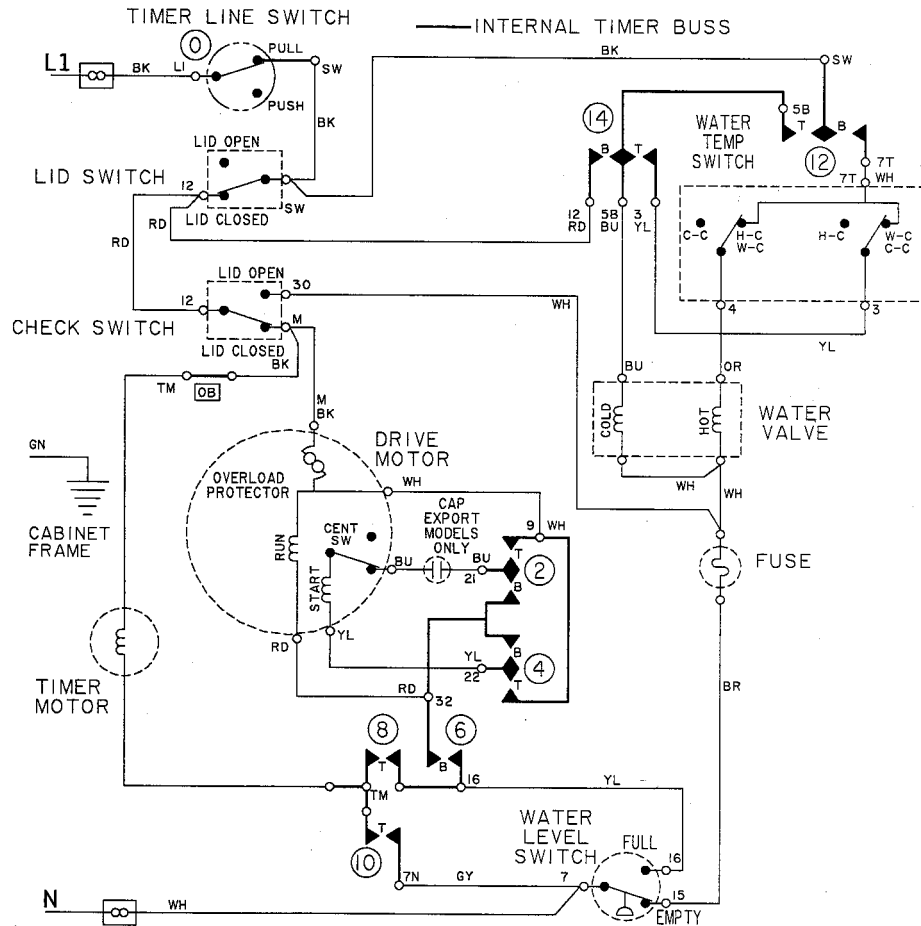 TIMER LINE SWITCH
INTERNAL TIMER BUSS
0
PULL
BK
SW
L1
BK
L1
SW
PUSH
BK
14
5B
T
B
WATER
TEMP
SWITCH
12
LID OPEN
LID SWITCH
B
T
7T
7T
WH
12
SW
RD
LID CLOSED
12
RD
5B
BU
3
YL
C-C
H-C
W-C
H-C
W-C
C-C
RD
LID OPEN
30
12
WH
4
3
CHECK SWITCH
M
LID CLOSED
BK
YL
TM
OB
BU
OR
M
BK
COLD
HOT
WATER
VALVE
GN
DRIVE
MOTOR
OVERLOAD
PROTECTOR
WH
WH
WH
CABINET
FRAME
CAP
EXPORT
MODELS
ONLY
9
WH
RUN
CENT
SW
T
FUSE
BU
BU
21
2
START
B
YL
B
RD
YL
22
4
TIMER
MOTOR
T
RD
32
BR
8
6
T
B
TM
16
YL
WATER
LEVEL
SWITCH
T
FULL
10
16
7N
GY
7
15
N
WH
EMPTY